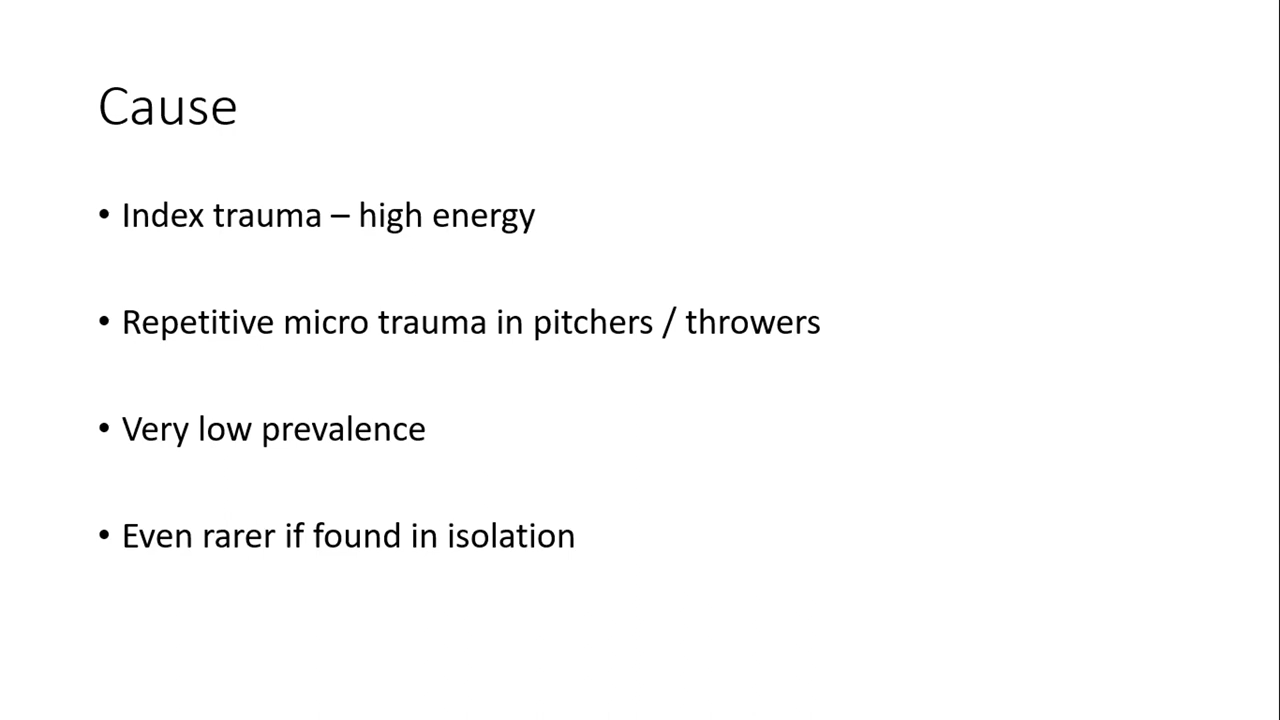 Cause
• Index trauma – high energy
• Repetitive micro trauma in pitchers / throwers
• Very low prevalence
• Even rarer if found in isolation